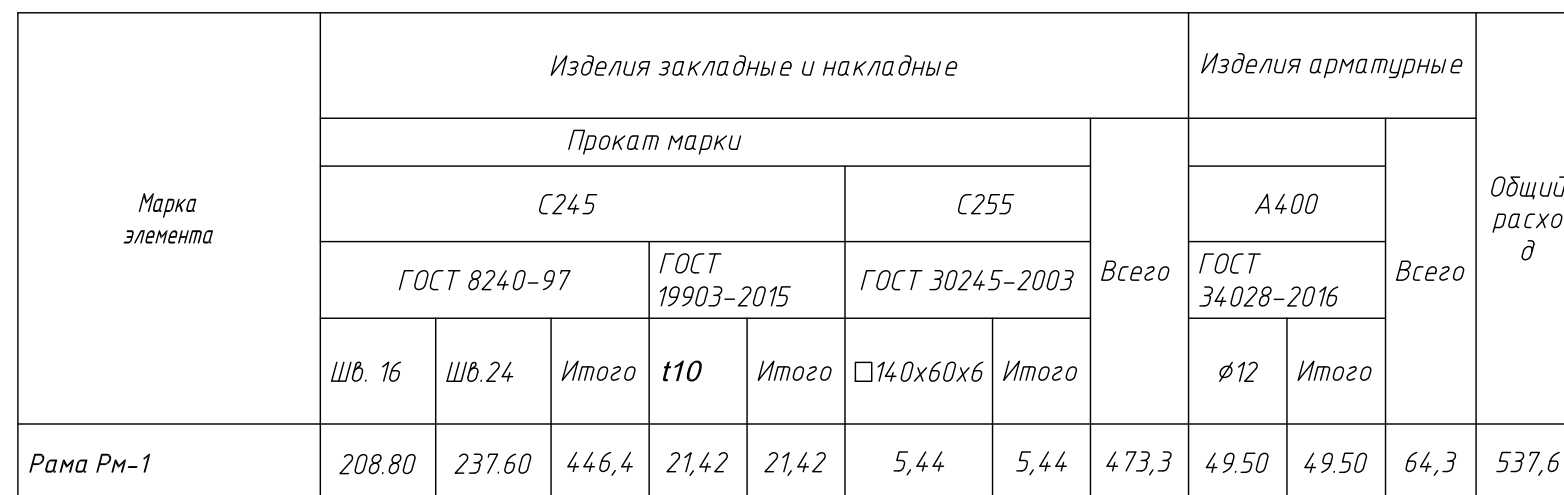 Марка
элемента
Изделия закладные и накладные
Изделия арматурные
Общий
расхо
д
Прокат марки
Всего
Всего
С245
С255
А400
ГОСТ 8240-97
ГОСТ
19903-2015
ГОСТ 30245-2003
ГОСТ
34028-2016
Шв. 16
Шв.24
Итого
t10
Итого
□140х60х6
Итого
⌀12
Итого
Рама Рм-1
208.80
237.60
446,4
21,42
21,42
5,44
5,44
473,3
49.50
49.50
64,3
537,6